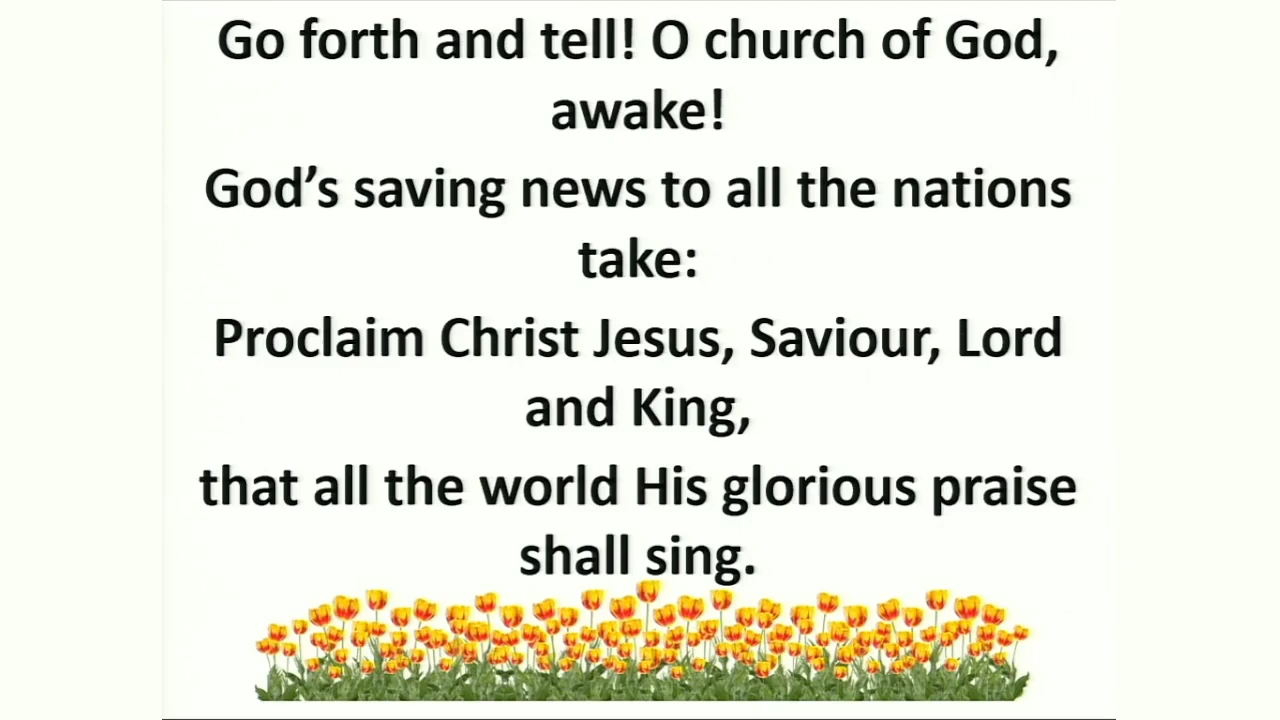 Go forth and tell! O church of God,
awake!
God’s saving news to all the nations
take:
Proclaim Christ Jesus, Saviour, Lord
and King,
that all the world His glorious praise
shall sing.